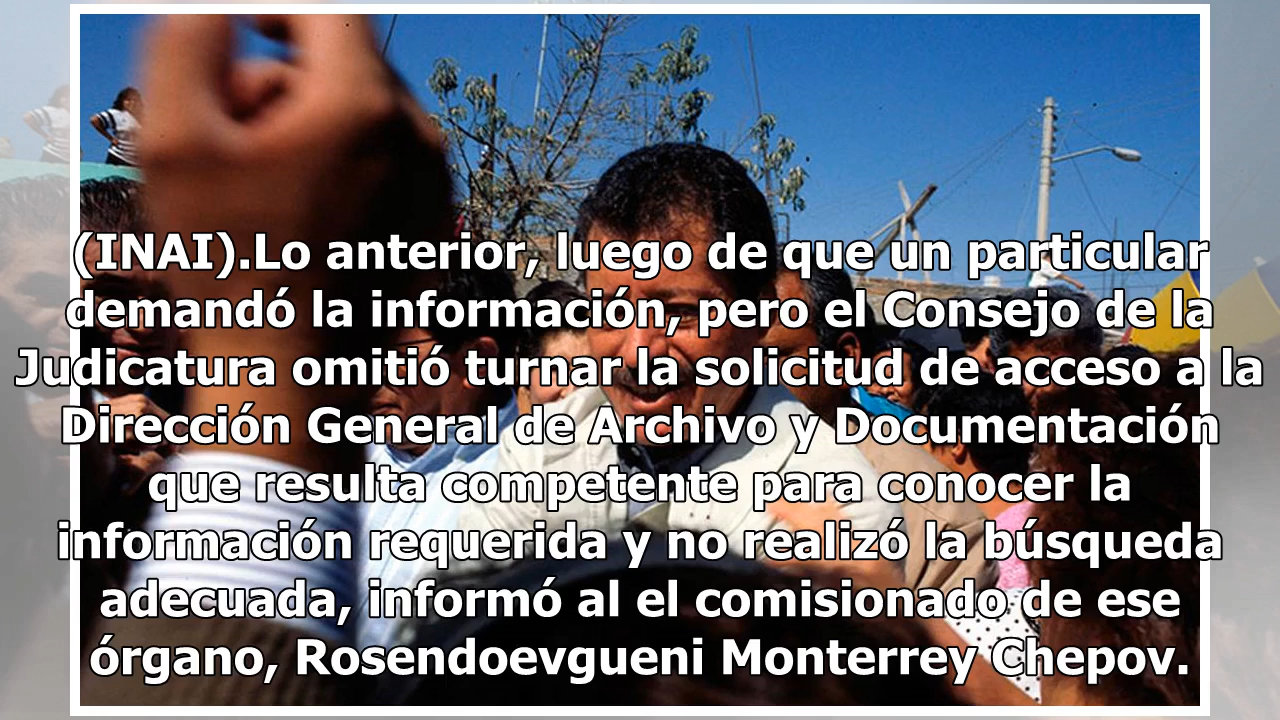 (INAI).Lo anterior, luego de que un particular
demandó la información, pero el Consejo de la
Judicatura omitió turnar la solicitud de acceso a la
Dirección General de Archivo y Documentación
que resulta competente para conocer la
información requerida y no realizó la búsqueda
adecuada, informó al el comisionado de ese
órgano, Rosendoevgueni Monterrey Chepov.